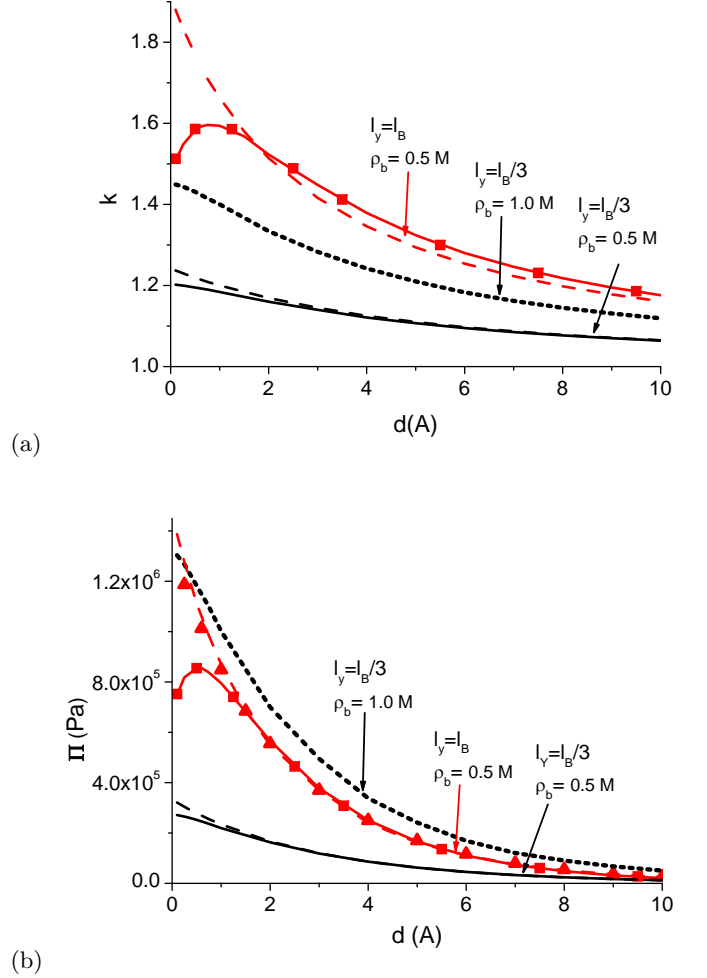 1.8
1.6
1.4
1.2
1.0
k
l_y=l_B
ρ_b= 0.5 M
l_y=l_B/3
ρ_b= 1.0 M
l_y=l_B/3
ρ_b= 0.5 M
0 2 4 6 8 10
d(A)
(a)
1.2x10^6
8.0x10^5
4.0x10^5
0.0
Π (Pa)
l_y=l_B/3
ρ_b= 1.0 M
l_y=l_B
ρ_b= 0.5 M
l_Y=l_B/3
ρ_b= 0.5 M
0 2 4 6 8 10
d (A)
(b)